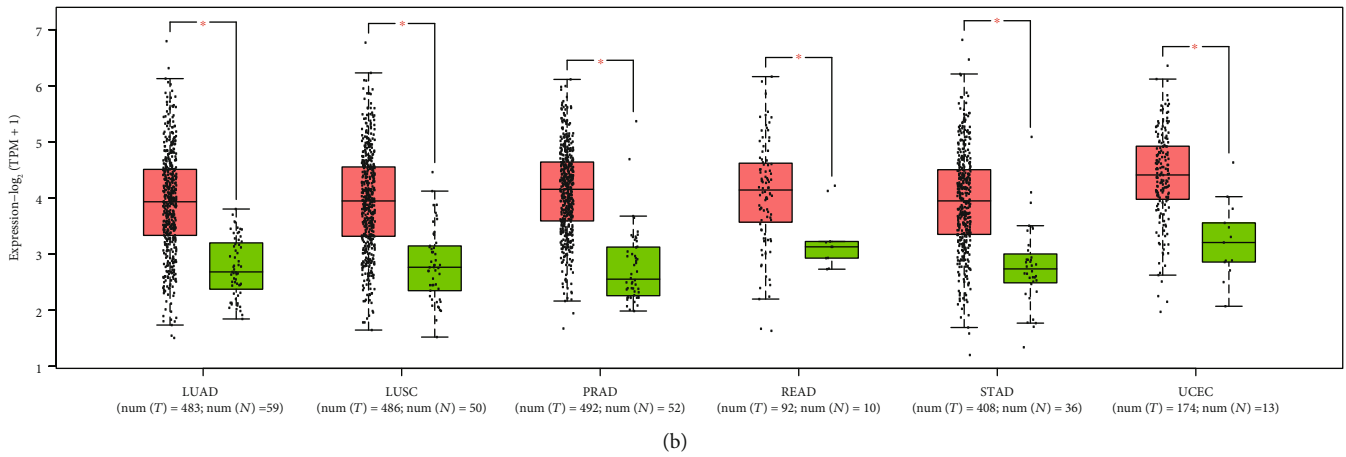 7
6
5
4
3
2
1
Expression–log₂ (TPM + 1)
* * * * * *
LUAD LUSC PRAD READ STAD UCEC
(num (T) = 483; num (N) =59) (num (T) = 486; num (N) = 50) (num (T) = 492; num (N) = 52) (num (T) = 92; num (N) = 10) (num (T) = 408; num (N) = 36) (num (T) = 174; num (N) =13)
(b)